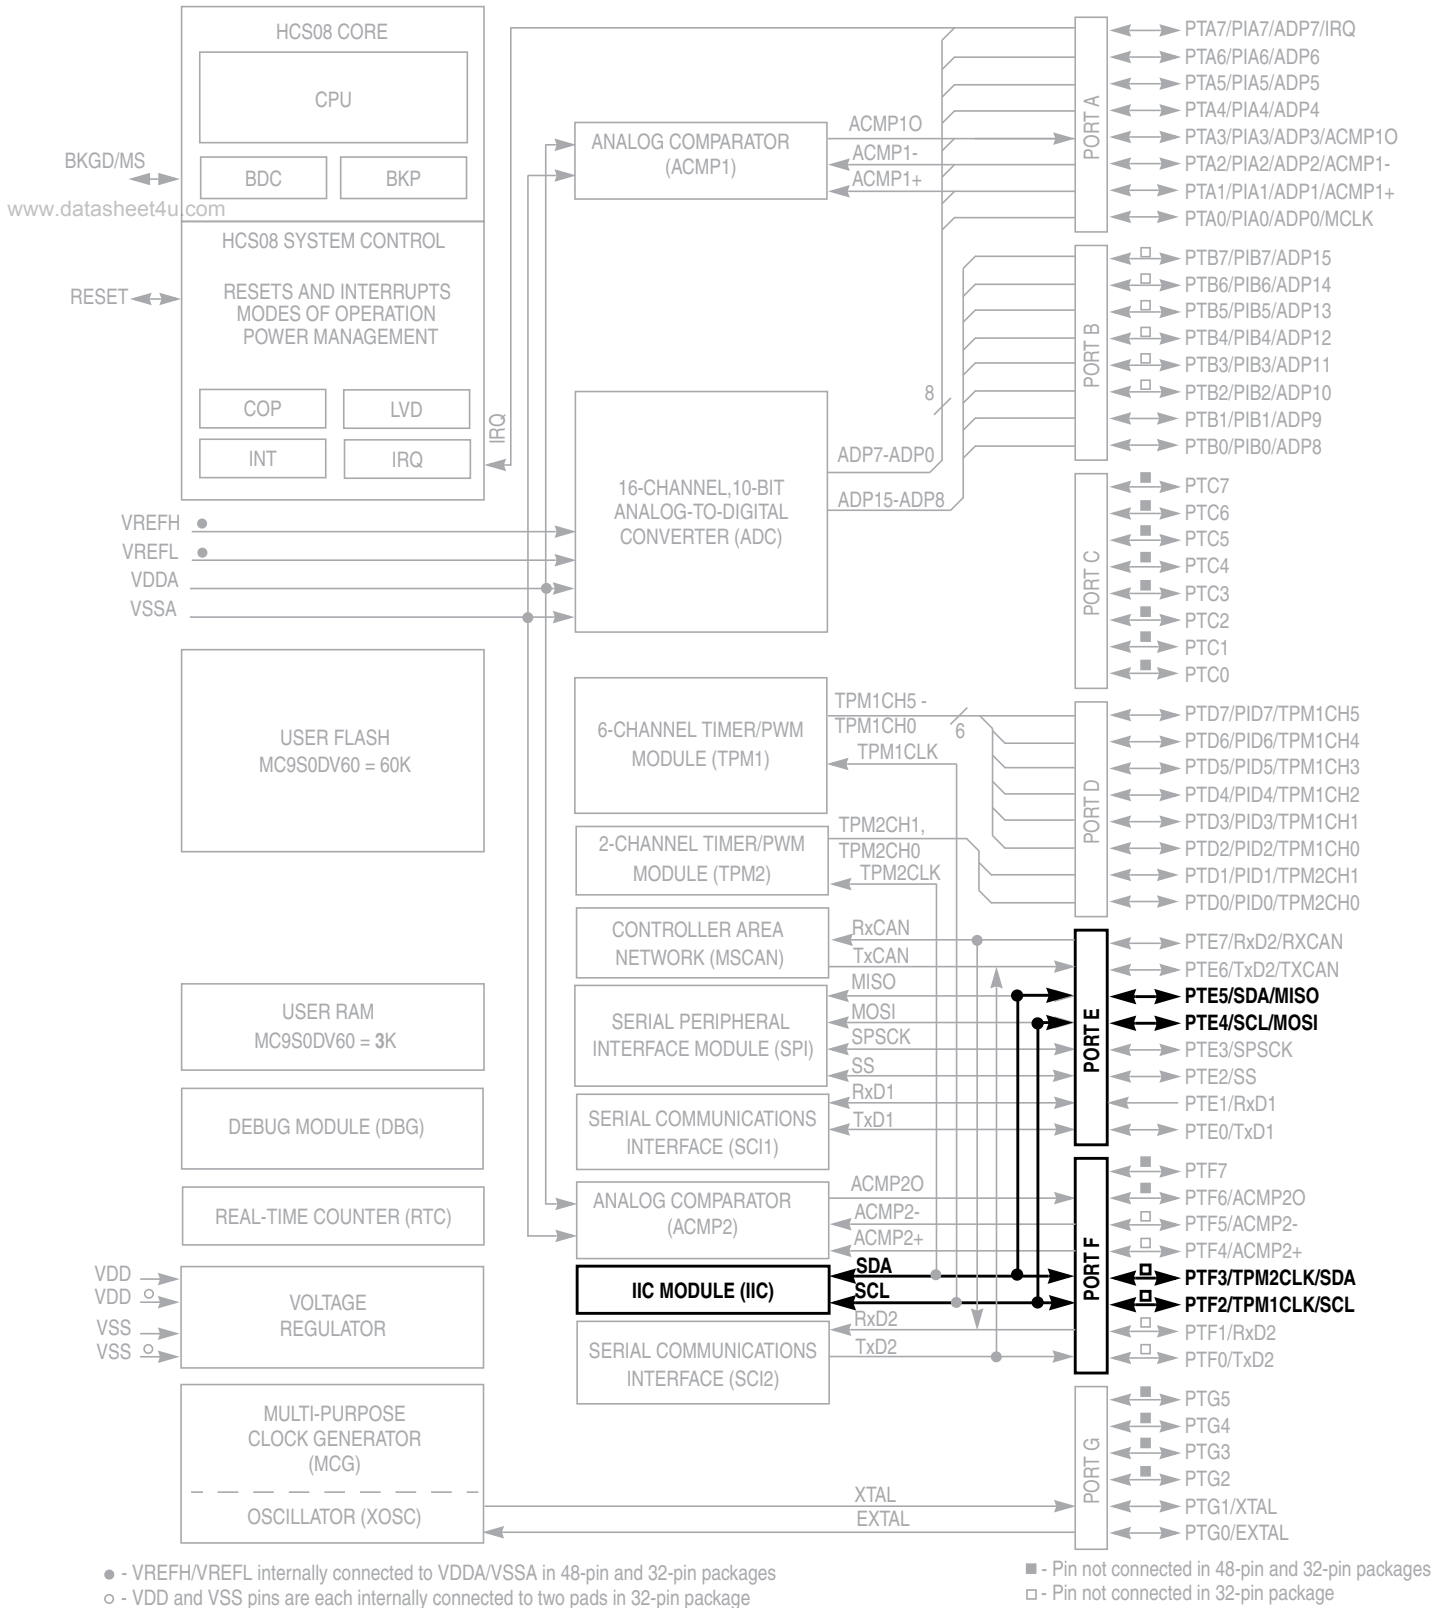 HCS08 CORE
CPU
BDC
BKP
BKGD/MS
www.datasheet4u.com
HCS08 SYSTEM CONTROL
RESET
RESETS AND INTERRUPTS
MODES OF OPERATION
POWER MANAGEMENT
COP
LVD
INT
IRQ
IRQ
VREFH
VREFL
VDDA
VSSA
USER FLASH
MC9S0DV60 = 60K
USER RAM
MC9S0DV60 = 3K
DEBUG MODULE (DBG)
REAL-TIME COUNTER (RTC)
VDD
VDD
VSS
VSS
VOLTAGE
REGULATOR
MULTI-PURPOSE
CLOCK GENERATOR
(MCG)
OSCILLATOR (XOSC)
ANALOG COMPARATOR
(ACMP1)
ACMP1O
ACMP1-
ACMP1+
16-CHANNEL,10-BIT
ANALOG-TO-DIGITAL
CONVERTER (ADC)
8
ADP7-ADP0
ADP15-ADP8
6-CHANNEL TIMER/PWM
MODULE (TPM1)
TPM1CH5 -
TPM1CH0
6
TPM1CLK
2-CHANNEL TIMER/PWM
MODULE (TPM2)
TPM2CH1,
TPM2CH0
TPM2CLK
CONTROLLER AREA
NETWORK (MSCAN)
RxCAN
TxCAN
SERIAL PERIPHERAL
INTERFACE MODULE (SPI)
MISO
MOSI
SPSCK
SS
SERIAL COMMUNICATIONS
INTERFACE (SCI1)
RxD1
TxD1
ANALOG COMPARATOR
(ACMP2)
ACMP2O
ACMP2-
ACMP2+
IIC MODULE (IIC)
SDA
SCL
SERIAL COMMUNICATIONS
INTERFACE (SCI2)
RxD2
TxD2
XTAL
EXTAL
PORT A
PTA7/PIA7/ADP7/IRQ
PTA6/PIA6/ADP6
PTA5/PIA5/ADP5
PTA4/PIA4/ADP4
PTA3/PIA3/ADP3/ACMP1O
PTA2/PIA2/ADP2/ACMP1-
PTA1/PIA1/ADP1/ACMP1+
PTA0/PIA0/ADP0/MCLK
PORT B
PTB7/PIB7/ADP15
PTB6/PIB6/ADP14
PTB5/PIB5/ADP13
PTB4/PIB4/ADP12
PTB3/PIB3/ADP11
PTB2/PIB2/ADP10
PTB1/PIB1/ADP9
PTB0/PIB0/ADP8
PORT C
PTC7
PTC6
PTC5
PTC4
PTC3
PTC2
PTC1
PTC0
PORT D
PTD7/PID7/TPM1CH5
PTD6/PID6/TPM1CH4
PTD5/PID5/TPM1CH3
PTD4/PID4/TPM1CH2
PTD3/PID3/TPM1CH1
PTD2/PID2/TPM1CH0
PTD1/PID1/TPM2CH1
PTD0/PID0/TPM2CH0
PORT E
PTE7/RxD2/RXCAN
PTE6/TxD2/TXCAN
PTE5/SDA/MISO
PTE4/SCL/MOSI
PTE3/SPSCK
PTE2/SS
PTE1/RxD1
PTE0/TxD1
PORT F
PTF7
PTF6/ACMP2O
PTF5/ACMP2-
PTF4/ACMP2+
PTF3/TPM2CLK/SDA
PTF2/TPM1CLK/SCL
PTF1/RxD2
PTF0/TxD2
PORT G
PTG5
PTG4
PTG3
PTG2
PTG1/XTAL
PTG0/EXTAL
● - VREFH/VREFL internally connected to VDDA/VSSA in 48-pin and 32-pin packages
○ - VDD and VSS pins are each internally connected to two pads in 32-pin package
■ - Pin not connected in 48-pin and 32-pin packages
□ - Pin not connected in 32-pin package